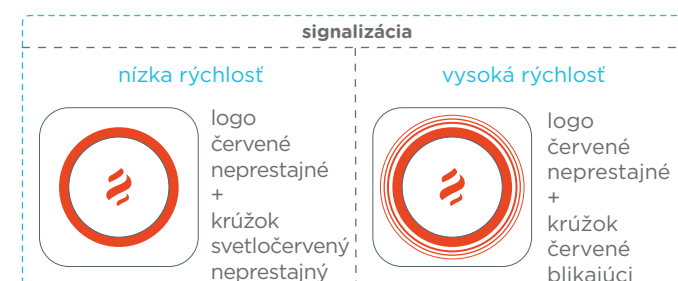 signalizácia
nízka rýchlosť
logo
červené
neprestajné
+
krúžok
svetločervený
neprestajný
vysoká rýchlosť
logo
červené
neprestajné
+
krúžok
červené
blikajúci